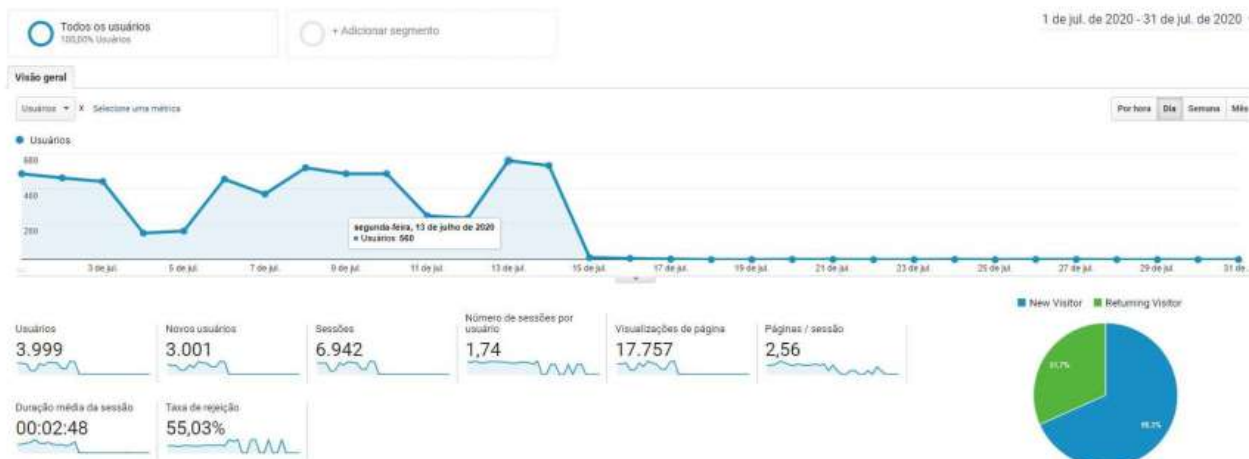 Todos os usuários
100,00% Usuários
+ Adicionar segmento
1 de jul. de 2020 - 31 de jul. de 2020
Visão geral
Usuários X Selecione uma métrica
Por hora Dia Semana Mês
Usuários
600
400
200
segunda-feira, 13 de julho de 2020
Usuários: 560
... 3 de jul. 5 de jul. 7 de jul. 9 de jul. 11 de jul. 13 de jul. 15 de jul. 17 de jul. 19 de jul. 21 de jul. 23 de jul. 25 de jul. 27 de jul. 29 de jul. 31 de...
New Visitor Returning Visitor
Usuários
3.999
Novos usuários
3.001
Sessões
6.942
Número de sessões por
usuário
1,74
Visualizações de página
17.757
Páginas / sessão
2,56
31,7%
68,3%
Duração média da sessão
00:02:48
Taxa de rejeição
55,03%